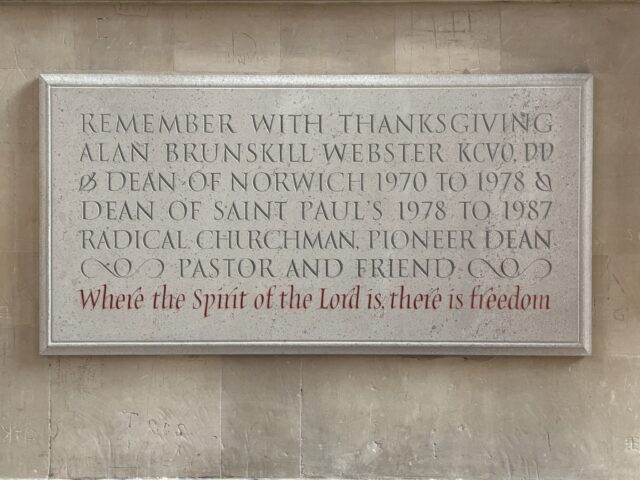 REMEMBER WITH THANKSGIVING
ALAN BRUNSKILL WEBSTER KCVO, DD
DEAN OF NORWICH 1970 TO 1978
DEAN OF SAINT PAUL'S 1978 TO 1987
RADICAL CHURCHMAN, PIONEER DEAN
PASTOR AND FRIEND
Where the Spirit of the Lord is, there is freedom